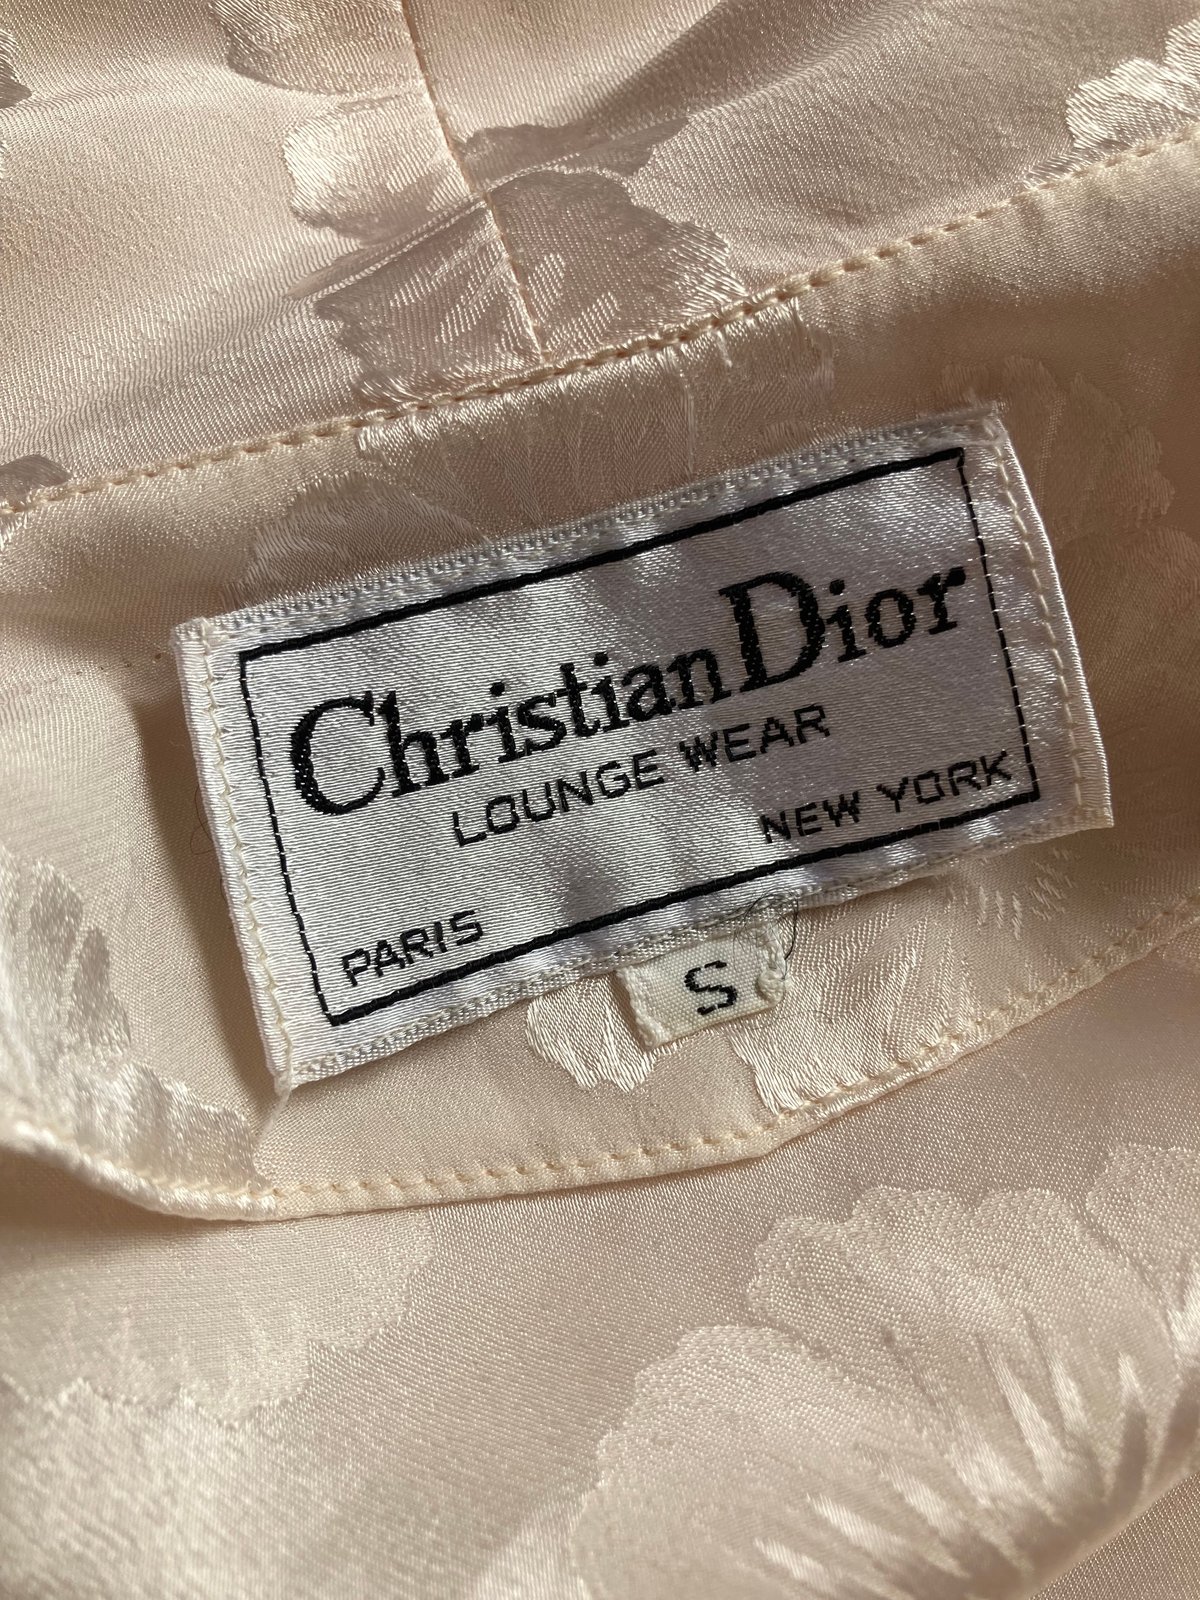 Christian Dior
LOUNGE WEAR
PARIS NEW YORK
S